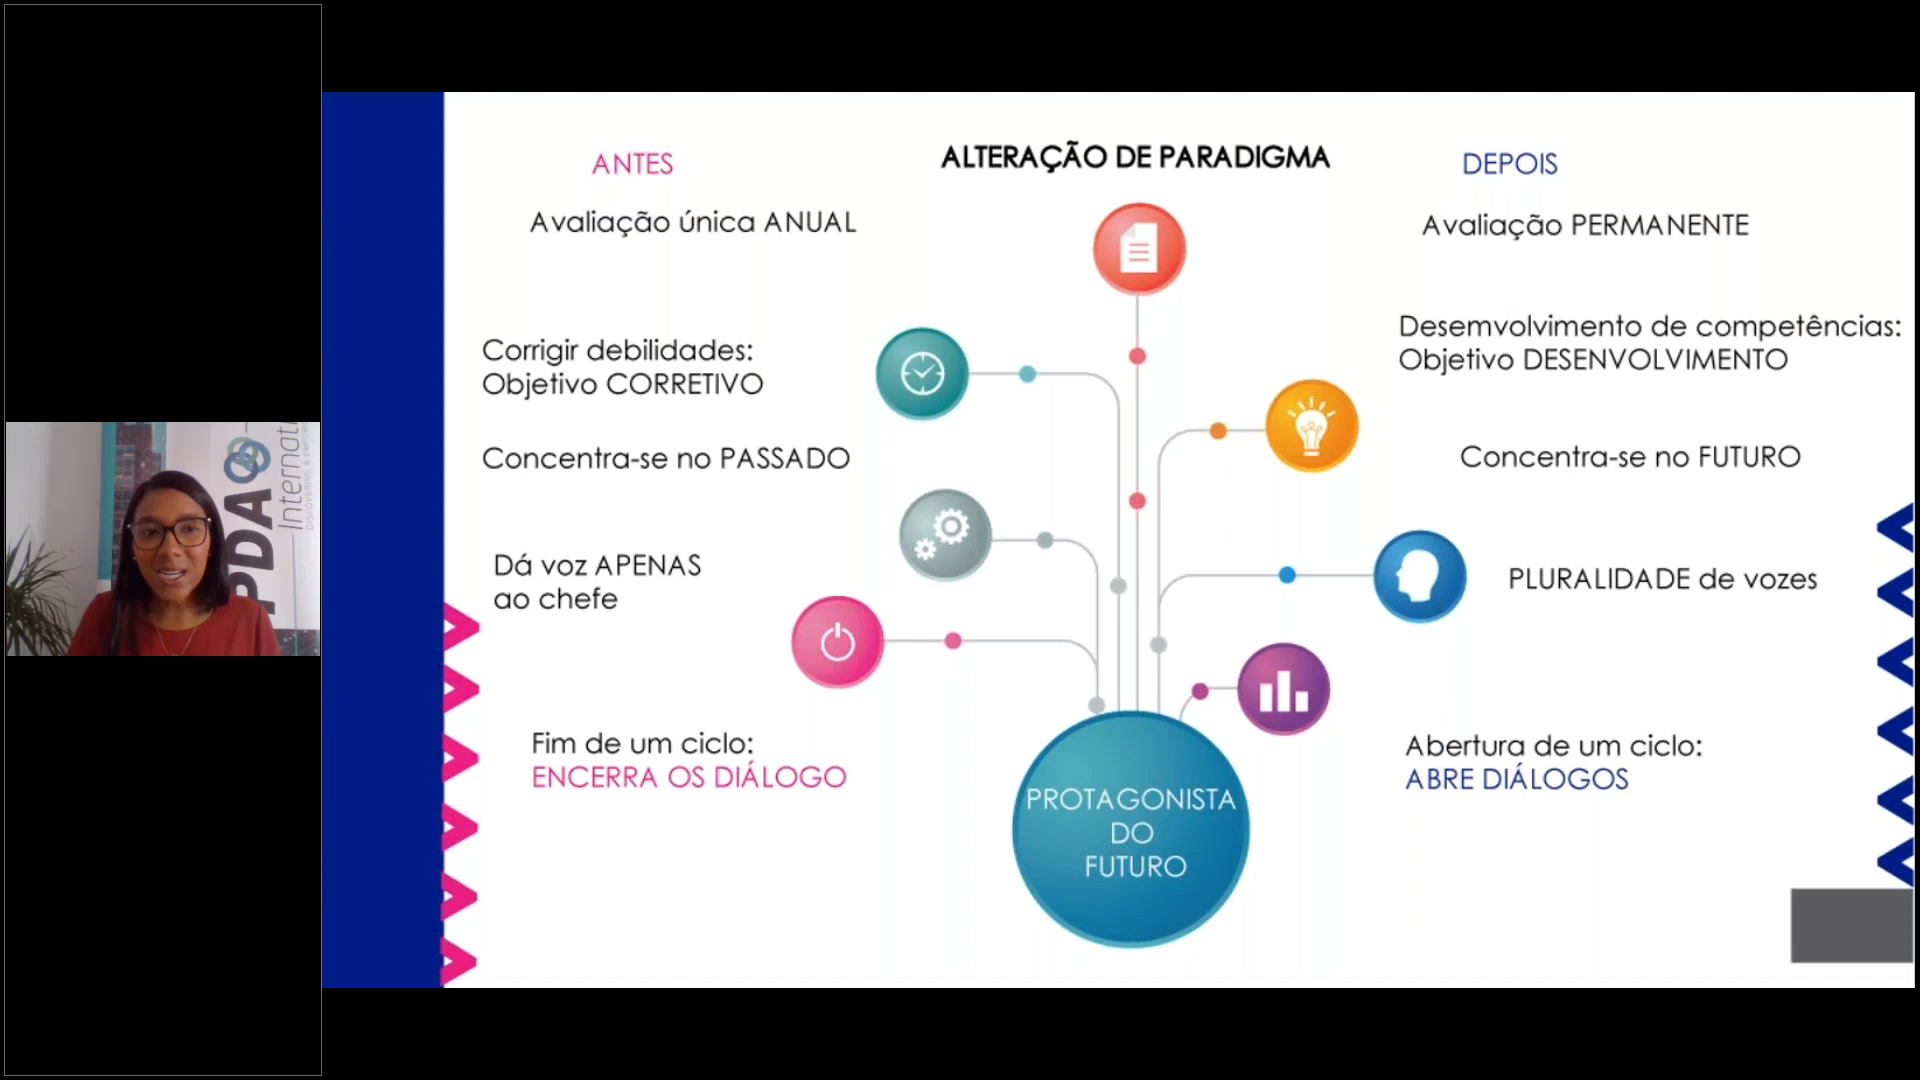 PDA
Internati
ALTERAÇÃO DE PARADIGMA
ANTES
Avaliação única ANUAL
Corrigir debilidades:
Objetivo CORRETIVO
Concentra-se no PASSADO
Dá voz APENAS
ao chefe
Fim de um ciclo:
ENCERRA OS DIÁLOGO
PROTAGONISTA
DO
FUTURO
DEPOIS
Avaliação PERMANENTE
Desemvolvimento de competências:
Objetivo DESENVOLVIMENTO
Concentra-se no FUTURO
PLURALIDADE de vozes
Abertura de um ciclo:
ABRE DIÁLOGOS